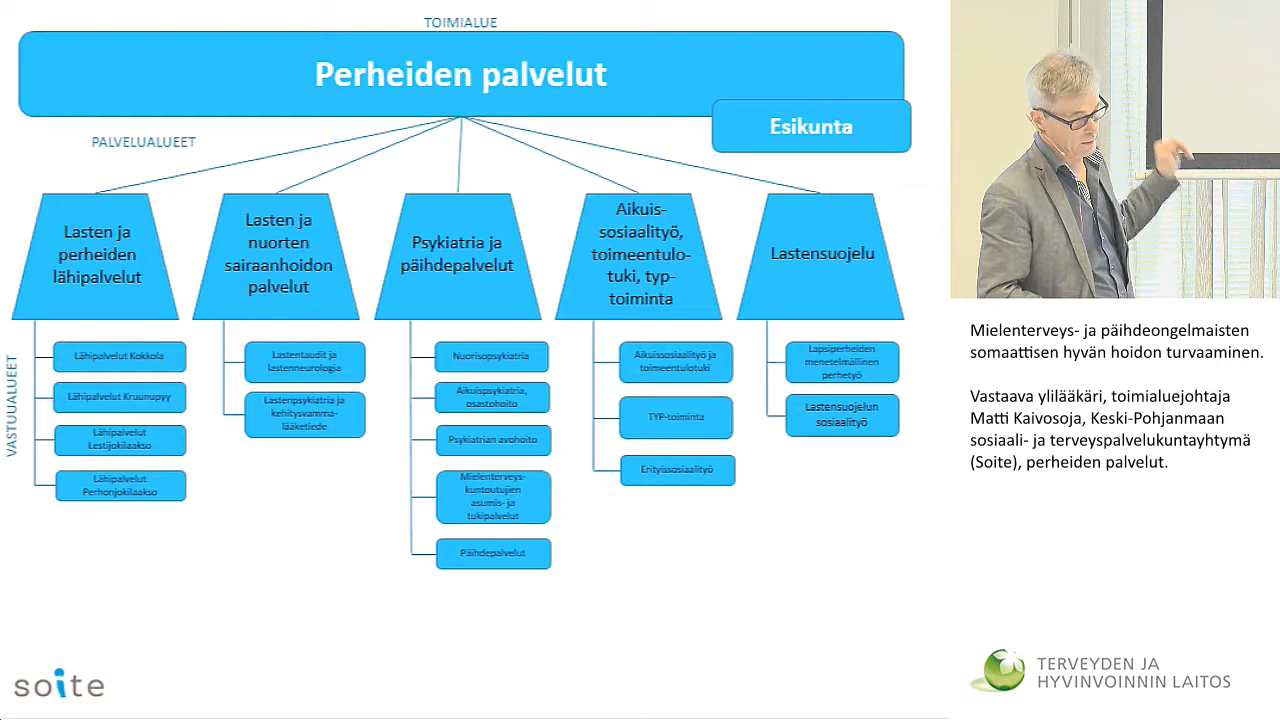 TOIMIALUE
Perheiden palvelut
Esikunta
PALVELUALUEET
Lasten ja
perheiden
lähipalvelut
Lasten ja
nuorten
sairaanhoidon
palvelut
Psykiatria ja
päihdepalvelut
Aikuis-
sosiaalityö,
toimeentulo-
tuki, typ-
toiminta
Lastensuojelu
VASTUUALUEET
Lähipalvelut Kokkola
Lähipalvelut Kruunupyy
Lähipalvelut
Lestijokilaakso
Lähipalvelut
Perhonjokilaakso
Lastentaudit ja
lastenneurologia
Lastenpsykiatria ja
kehitysvamma-
lääketiede
Nuorisopsykiatria
Aikuispsykiatria,
osastohoito
Psykiatrian avohoito
Mielenterveys-
kuntoutujien
asumis- ja
tukipalvelut
Päihdepalvelut
Aikuissosiaalityö ja
toimeentulotuki
TYP-toiminta
Erityissosiaalityö
Lapsiperheiden
menetelmällinen
perhetyö
Lastensuojelun
sosiaalityö
soite
Mielenterveys- ja päihdeongelmaisten
somaattisen hyvän hoidon turvaaminen.
Vastaava ylilääkäri, toimialuejohtaja
Matti Kaivosoja, Keski-Pohjanmaan
sosiaali- ja terveyspalvelukuntayhtymä
(Soite), perheiden palvelut.
TERVEYDEN JA
HYVINVOINNIN LAITOS